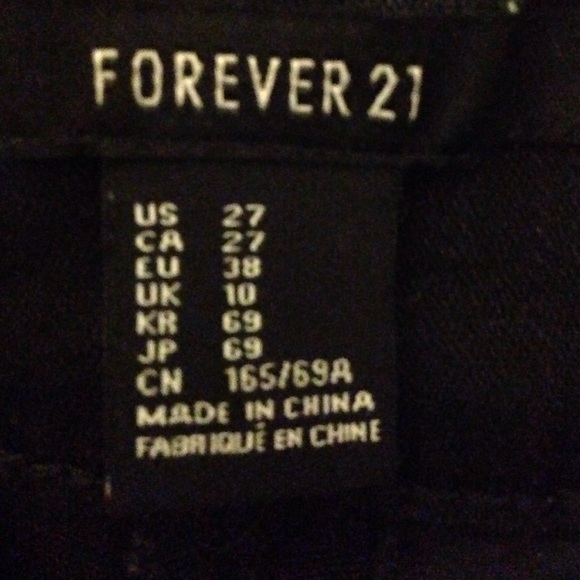 FOREVER 21
US 27
CA 27
EU 38
UK 10
KR 69
JP 69
CN 165/69A
MADE IN CHINA
FABRIQUÉ EN CHINE